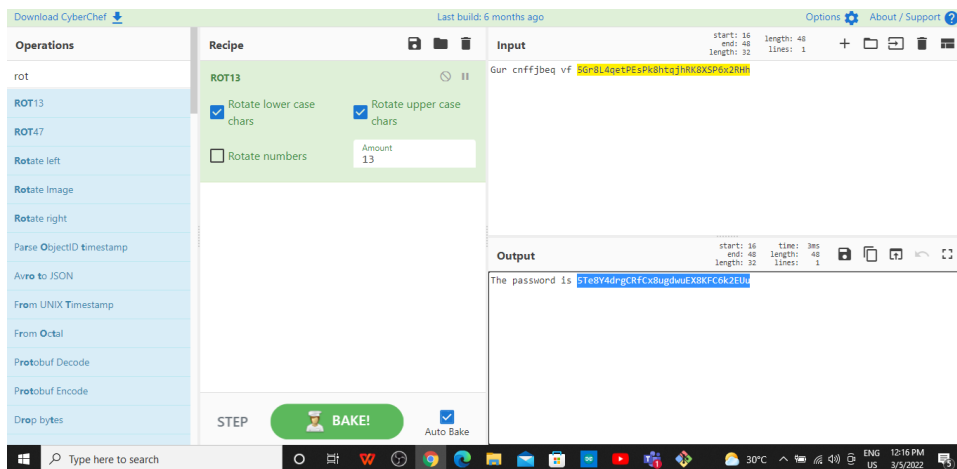 Download CyberChef
Last build: 6 months ago
Options
About / Support
Operations
rot
ROT13
ROT47
Rotate left
Rotate Image
Rotate right
Parse ObjectID timestamp
Avro to JSON
From UNIX Timestamp
From Octal
Protobuf Decode
Protobuf Encode
Drop bytes
Recipe
ROT13
Rotate lower case
chars
Rotate upper case
chars
Rotate numbers
Amount
13
STEP
BAKE!
Auto Bake
Input
start: 16
end: 48
length: 32
length: 48
lines: 1
Gur cnffjbeq vf 5Gr8L4qetPEsPk8htqjhRK8XSP6x2RHh
Output
start: 16
end: 48
length: 32
time: 3ms
length: 48
lines: 1
The password is 5Te8Y4drgCRfCx8ugdwuEX8KFC6k2EUu
Type here to search
30°C
ENG
US
12:16 PM
3/5/2022
5